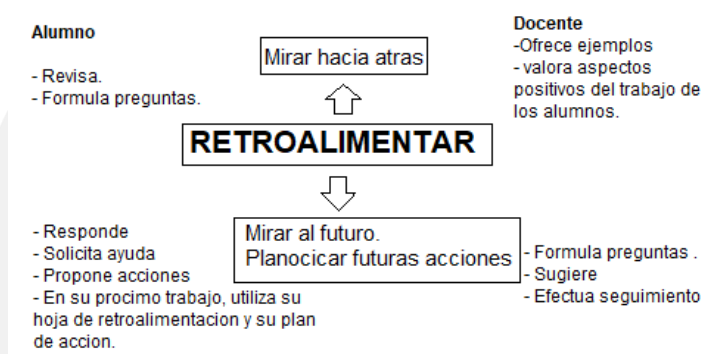 Alumno
- Revisa.
- Formula preguntas.
Mirar hacia atras
Docente
-Ofrece ejemplos
- valora aspectos
positivos del trabajo de
los alumnos.
RETROALIMENTAR
- Responde
- Solicita ayuda
- Propone acciones
- En su procimo trabajo, utiliza su
hoja de retroalimentacion y su plan
de accion.
Mirar al futuro.
Planocicar futuras acciones
- Formula preguntas .
- Sugiere
- Efectua seguimiento